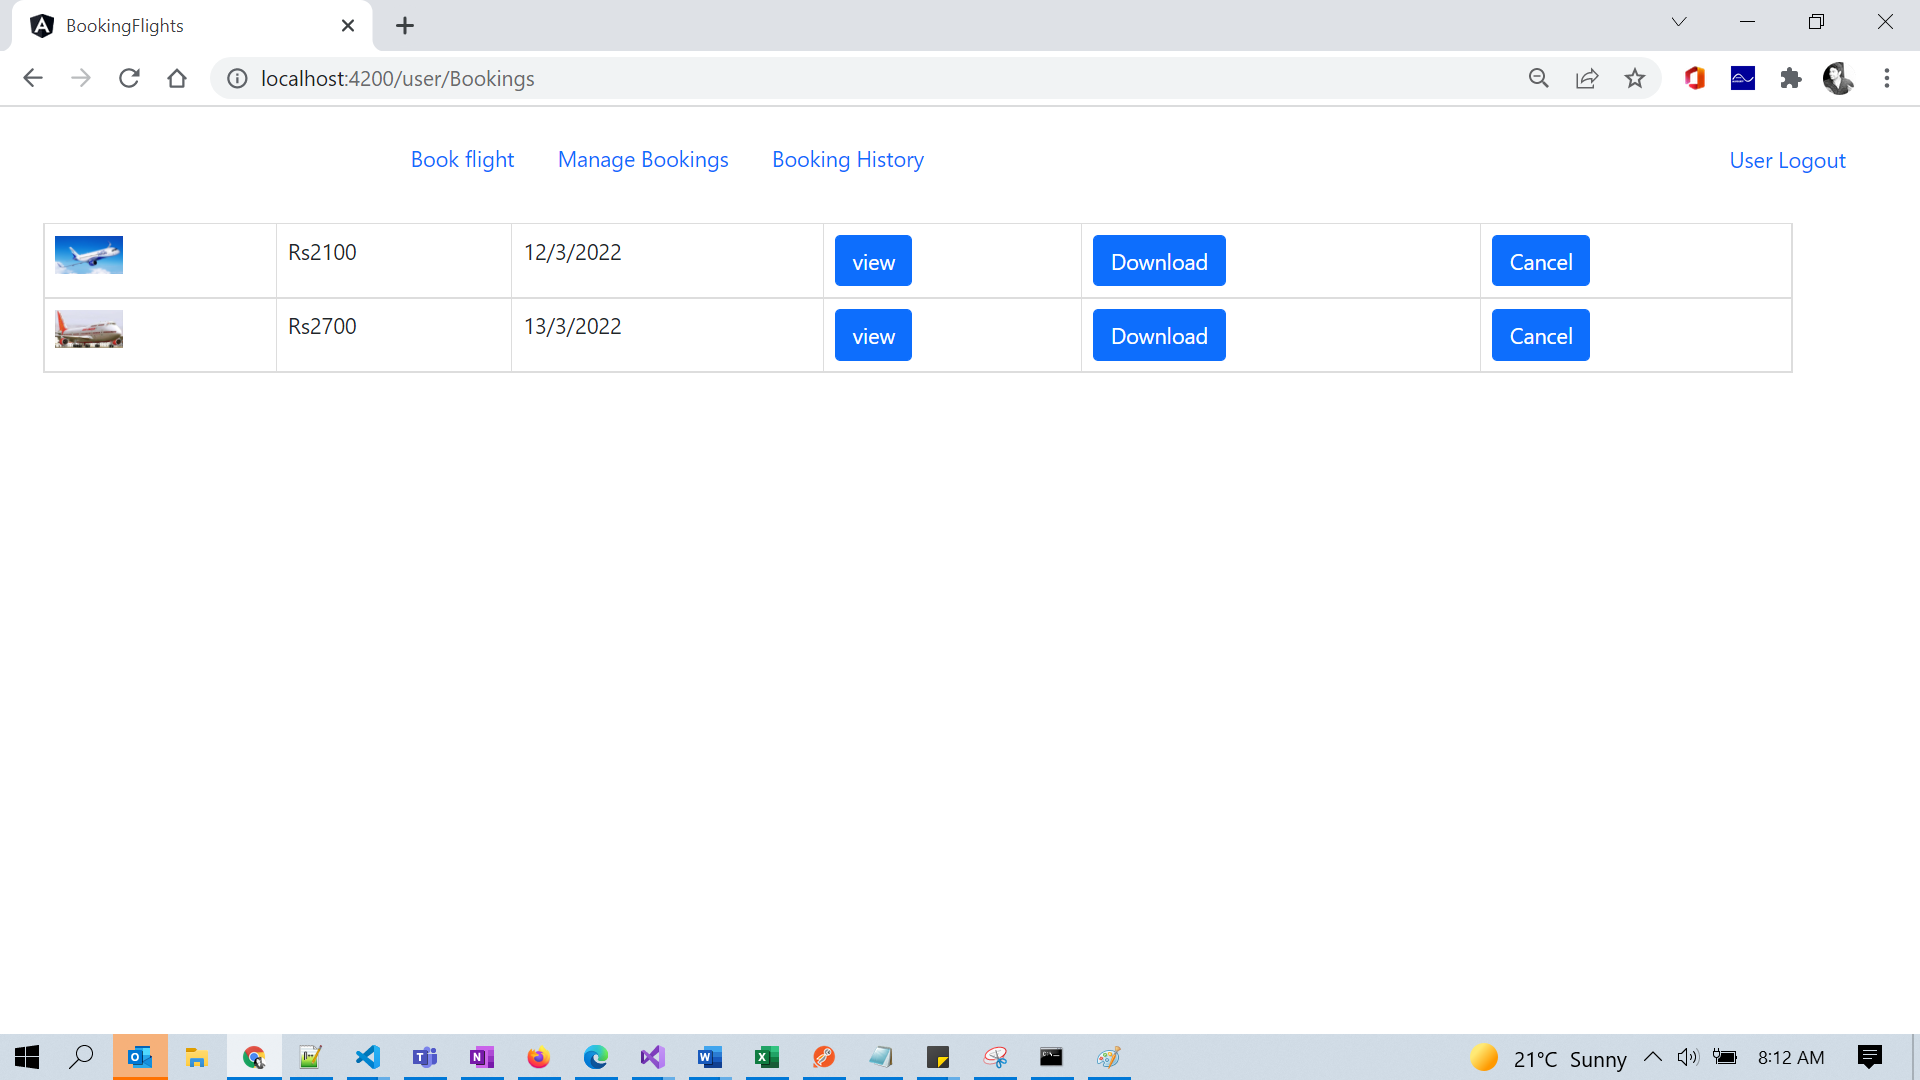 BookingFlights
localhost:4200/user/Bookings
Book flight Manage Bookings Booking History User Logout
Rs2100 12/3/2022 view Download Cancel
Rs2700 13/3/2022 view Download Cancel
21°C Sunny 8:12 AM